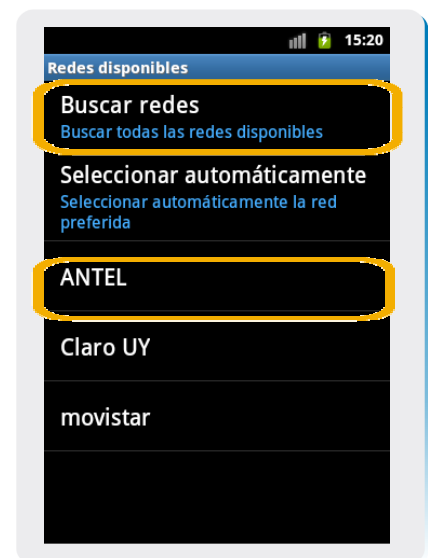 15:20
Redes disponibles
Buscar redes
Buscar todas las redes disponibles
Seleccionar automáticamente
Seleccionar automáticamente la red
preferida
ANTEL
Claro UY
movistar